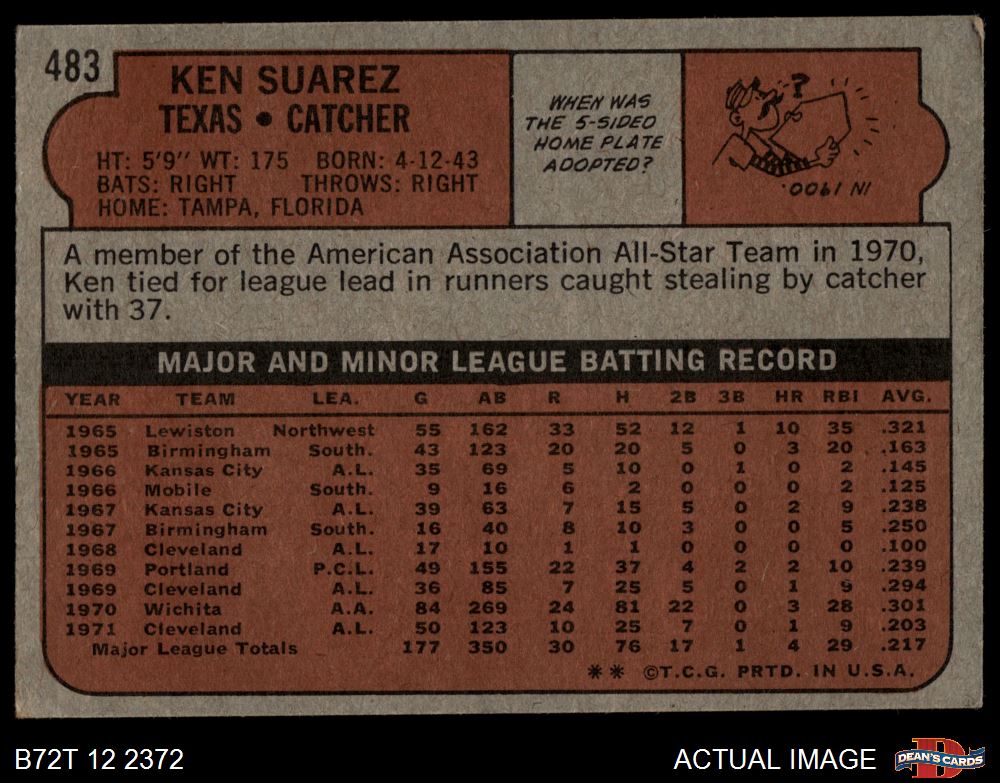 483
KEN SUAREZ
TEXAS • CATCHER
HT: 5'9" WT: 175 BORN: 4-12-43
BATS: RIGHT THROWS: RIGHT
HOME: TAMPA, FLORIDA
WHEN WAS
THE 5-SIDED
HOME PLATE
ADOPTED?
?
IN 1900.
A member of the American Association All-Star Team in 1970,
Ken tied for league lead in runners caught stealing by catcher
with 37.
MAJOR AND MINOR LEAGUE BATTING RECORD
YEAR TEAM LEA. G AB R H 2B 3B HR RBI AVG.
1965 Lewiston Northwest 55 162 33 52 12 1 10 35 .321
1965 Birmingham South. 43 123 20 20 5 0 3 20 .163
1966 Kansas City A.L. 35 69 5 10 0 1 0 2 .145
1966 Mobile South. 9 16 6 2 0 0 0 2 .125
1967 Kansas City A.L. 39 63 7 15 5 0 2 9 .238
1967 Birmingham South. 16 40 8 10 3 0 0 5 .250
1968 Cleveland A.L. 17 10 1 1 0 0 0 0 .100
1969 Portland P.C.L. 49 155 22 37 4 2 2 10 .239
1969 Cleveland A.L. 36 85 7 25 5 0 1 9 .294
1970 Wichita A.A. 84 269 24 81 22 0 3 28 .301
1971 Cleveland A.L. 50 123 10 25 7 0 1 9 .203
Major League Totals 177 350 30 76 17 1 4 29 .217
** ©T.C.G. PRTD. IN U.S.A.
B72T 12 2372
ACTUAL IMAGE
D
DEAN'S CARDS